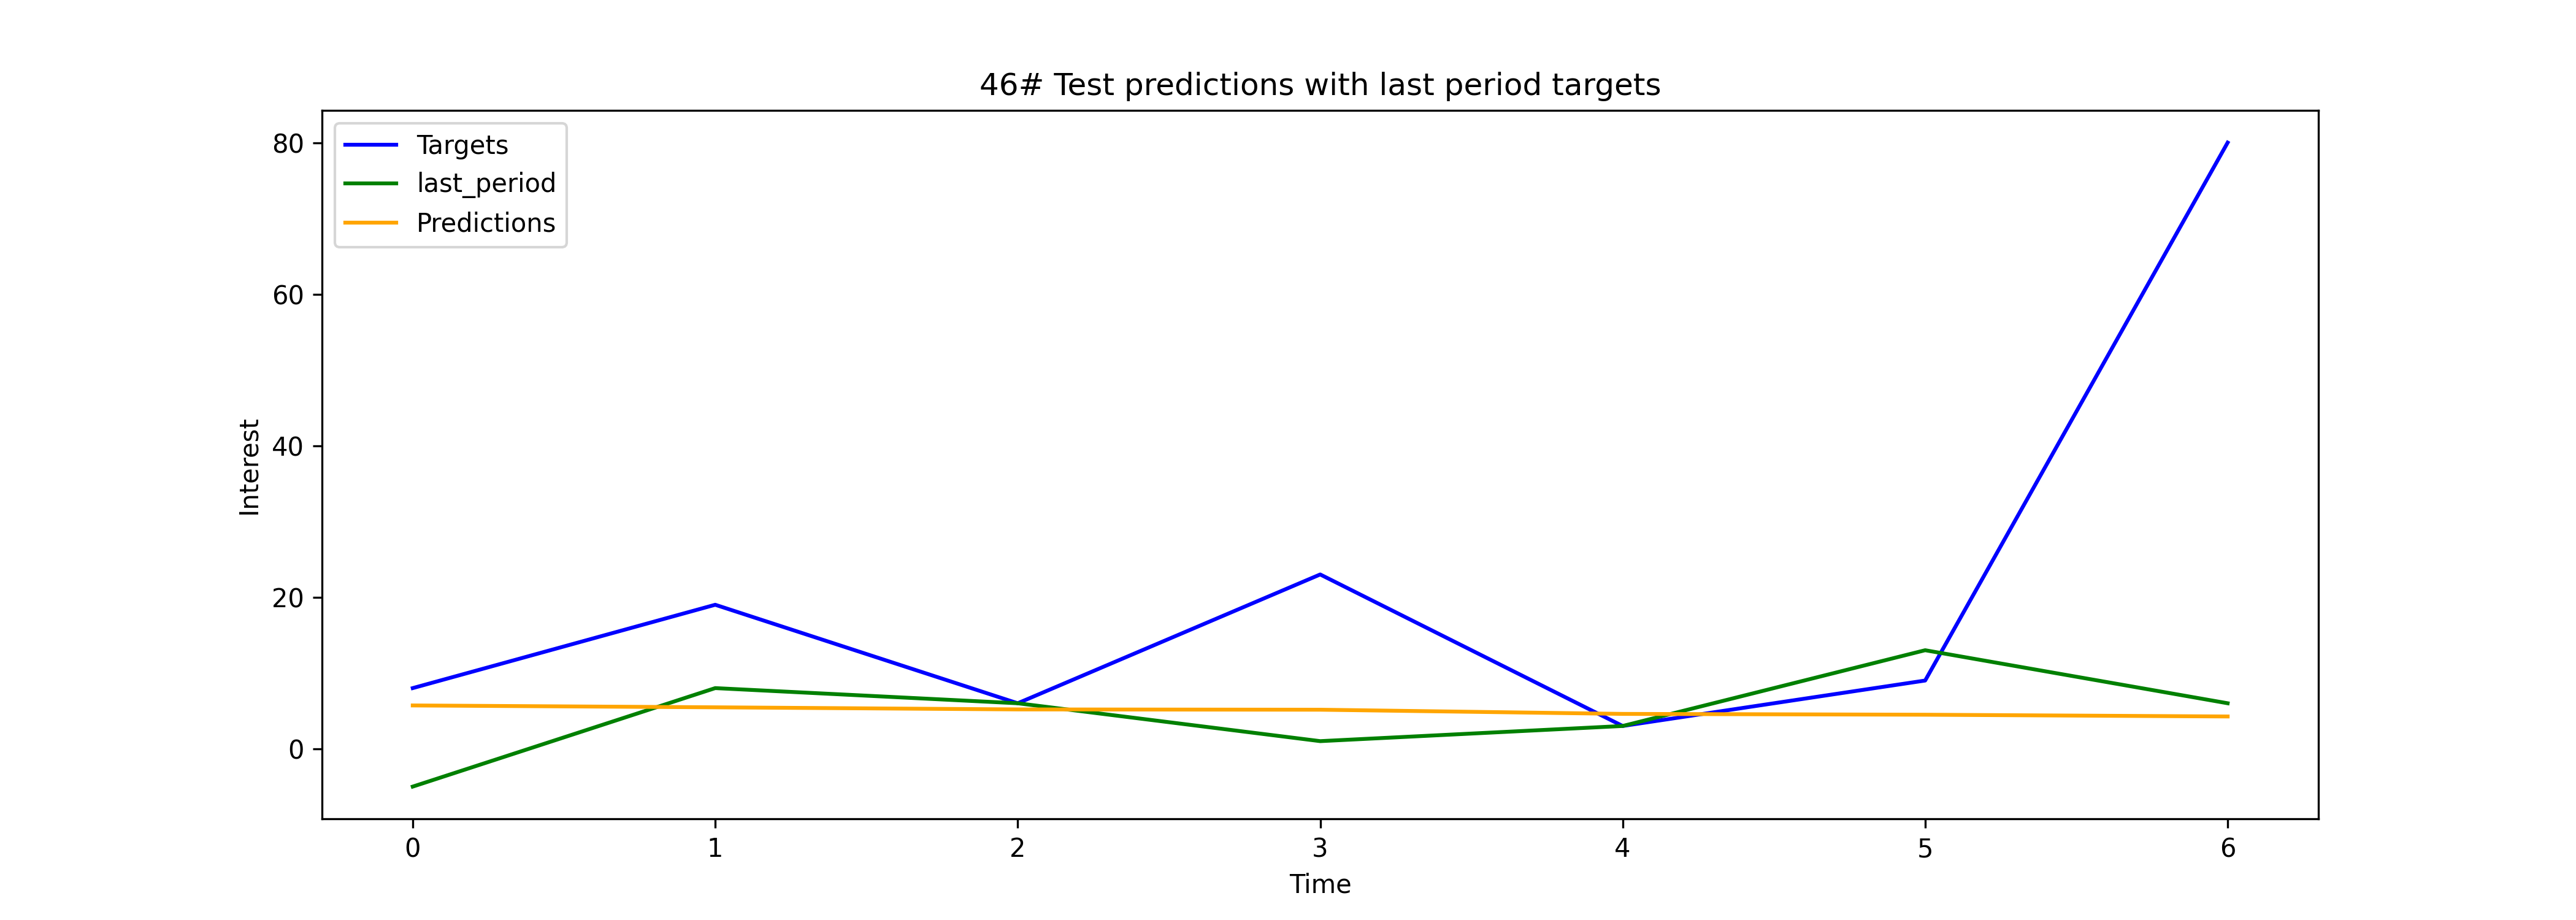 46# Test predictions with last period targets
Targets
last_period
Predictions
80
60
40
20
0
Interest
0 1 2 3 4 5 6
Time